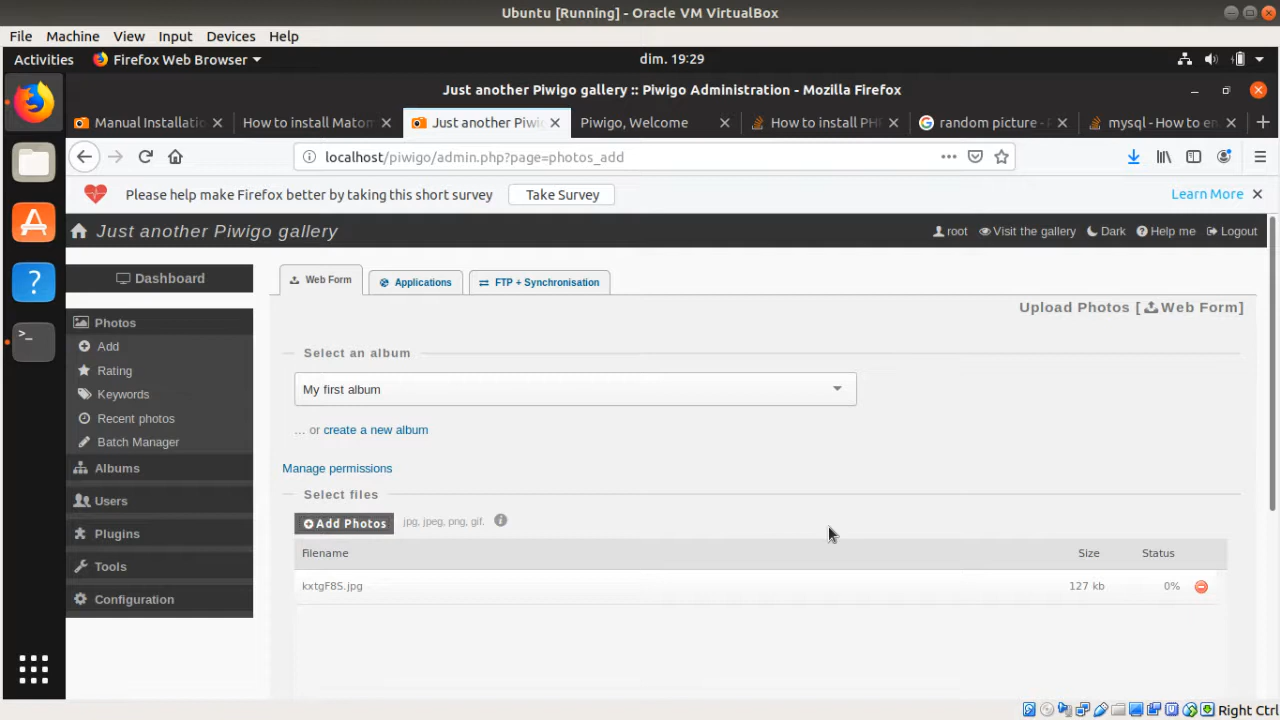 Ubuntu [Running] - Oracle VM VirtualBox
File Machine View Input Devices Help
Activities Firefox Web Browser dim. 19:29
Just another Piwigo gallery :: Piwigo Administration - Mozilla Firefox
Manual Installati How to install Matom Just another Piwi Piwigo, Welcome How to install PH random picture - mysql - How to en
localhost/piwigo/admin.php?page=photos_add
Please help make Firefox better by taking this short survey Take Survey Learn More
Just another Piwigo gallery root Visit the gallery Dark Help me Logout
Dashboard
Web Form Applications FTP + Synchronisation
Upload Photos [ Web Form]
Photos
Add
Rating
Keywords
Recent photos
Batch Manager
Albums
Users
Plugins
Tools
Configuration
Select an album
My first album
... or create a new album
Manage permissions
Select files
Add Photos jpg, jpeg, png, gif.
Filename Size Status
kxtgF8S.jpg 127 kb 0%
Right Ctrl